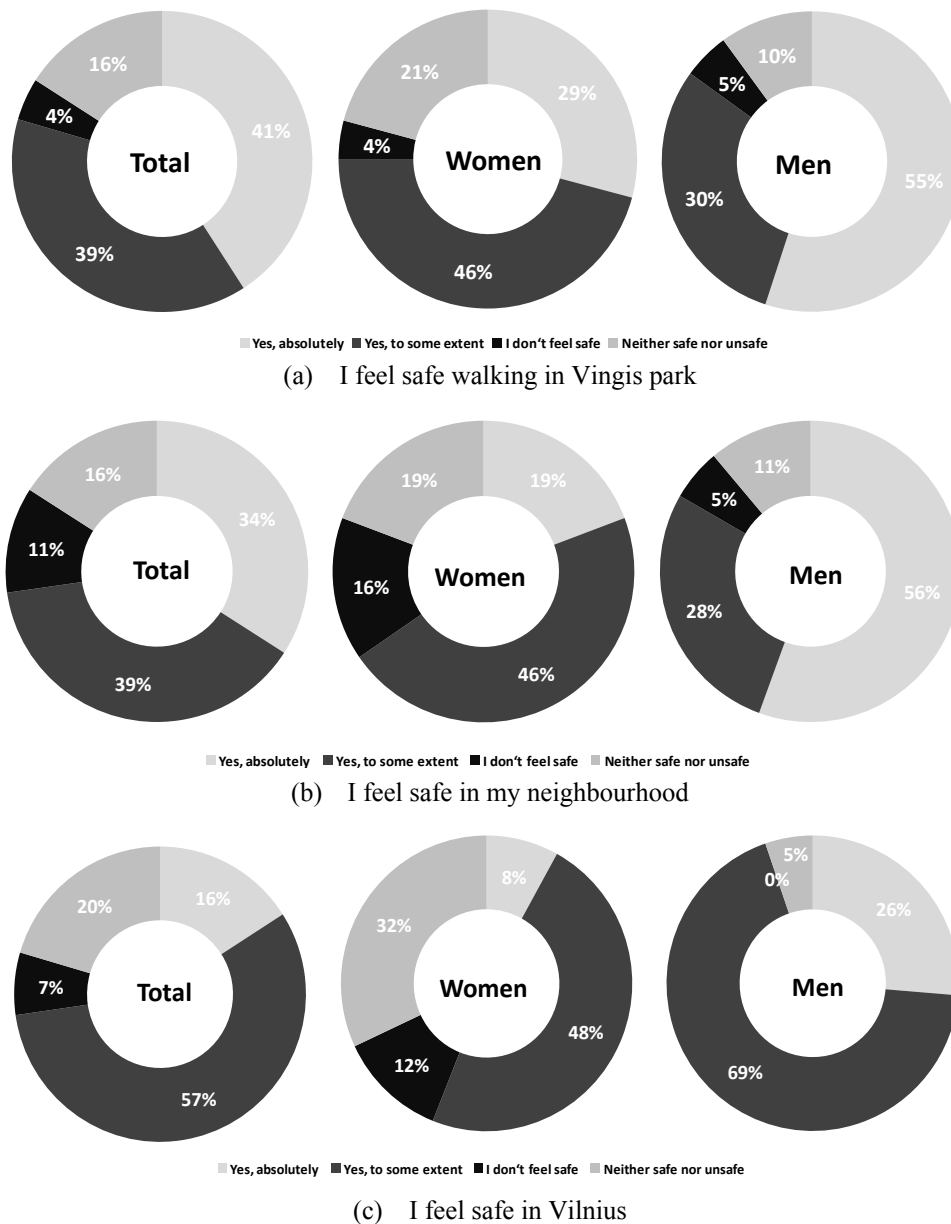 16%
41%
4%
39%
Total
21%
29%
4%
46%
Women
10%
5%
55%
30%
Men
Yes, absolutely Yes, to some extent I don‘t feel safe Neither safe nor unsafe
(a) I feel safe walking in Vingis park
16%
34%
11%
39%
Total
19%
19%
16%
46%
Women
11%
5%
56%
28%
Men
Yes, absolutely Yes, to some extent I don‘t feel safe Neither safe nor unsafe
(b) I feel safe in my neighbourhood
20%
16%
7%
57%
Total
32%
8%
48%
12%
Women
5%
0%
26%
69%
Men
Yes, absolutely Yes, to some extent I don‘t feel safe Neither safe nor unsafe
(c) I feel safe in Vilnius